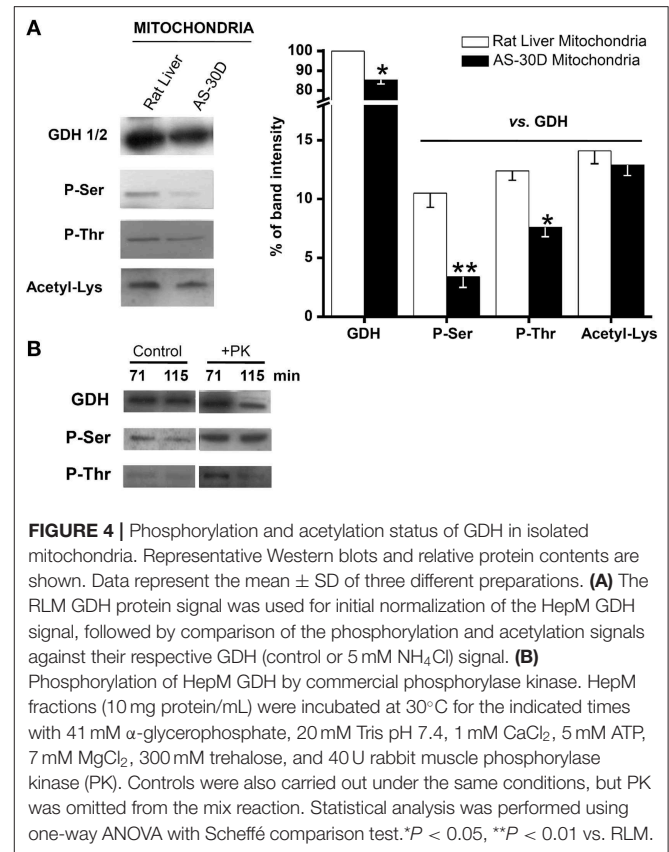 A
MITOCHONDRIA
Rat Liver
AS-30D
GDH 1/2
P-Ser
P-Thr
Acetyl-Lys
Rat Liver Mitochondria
AS-30D Mitochondria
% of band intensity
100
90
80
15
10
5
0
*
vs. GDH
**
*
GDH
P-Ser
P-Thr
Acetyl-Lys
B
Control
+PK
71
115
71
115
min
GDH
P-Ser
P-Thr
FIGURE 4 | Phosphorylation and acetylation status of GDH in isolated
mitochondria. Representative Western blots and relative protein contents are
shown. Data represent the mean ± SD of three different preparations. (A) The
RLM GDH protein signal was used for initial normalization of the HepM GDH
signal, followed by comparison of the phosphorylation and acetylation signals
against their respective GDH (control or 5 mM NH₄Cl) signal. (B)
Phosphorylation of HepM GDH by commercial phosphorylase kinase. HepM
fractions (10 mg protein/mL) were incubated at 30°C for the indicated times
with 41 mM α-glycerophosphate, 20 mM Tris pH 7.4, 1 mM CaCl₂, 5 mM ATP,
7 mM MgCl₂, 300 mM trehalose, and 40 U rabbit muscle phosphorylase
kinase (PK). Controls were also carried out under the same conditions, but PK
was omitted from the mix reaction. Statistical analysis was performed using
one-way ANOVA with Scheffé comparison test.*P < 0.05, **P < 0.01 vs. RLM.